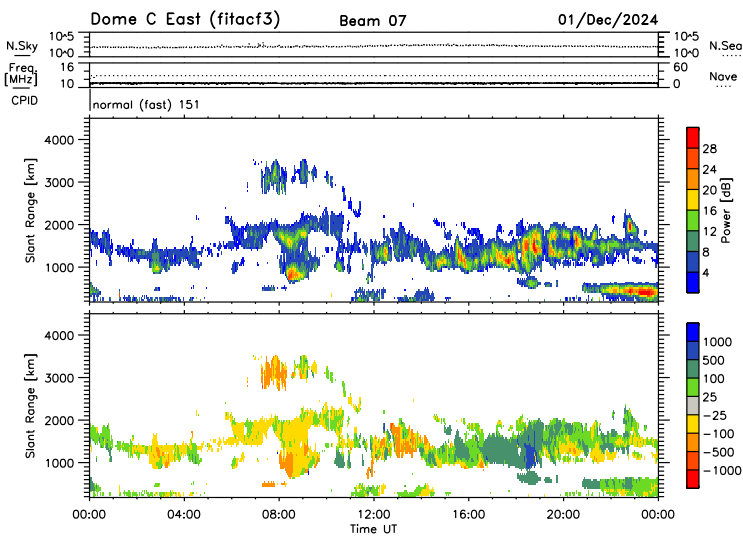 Dome C East (fitacf3) Beam 07 01/Dec/2024
N.Sky 10^5 10^0 10^5 10^0 N.Sea
Freq [MHz] 16 10 60 0 Nave
CPID normal (fast) 151
Slant Range [km] 4000 3000 2000 1000
Power [dB] 28 24 20 16 12 8 4
Slant Range [km] 4000 3000 2000 1000
1000 500 100 25 -25 -100 -500 -1000
00:00 04:00 08:00 12:00 16:00 20:00 00:00
Time UT